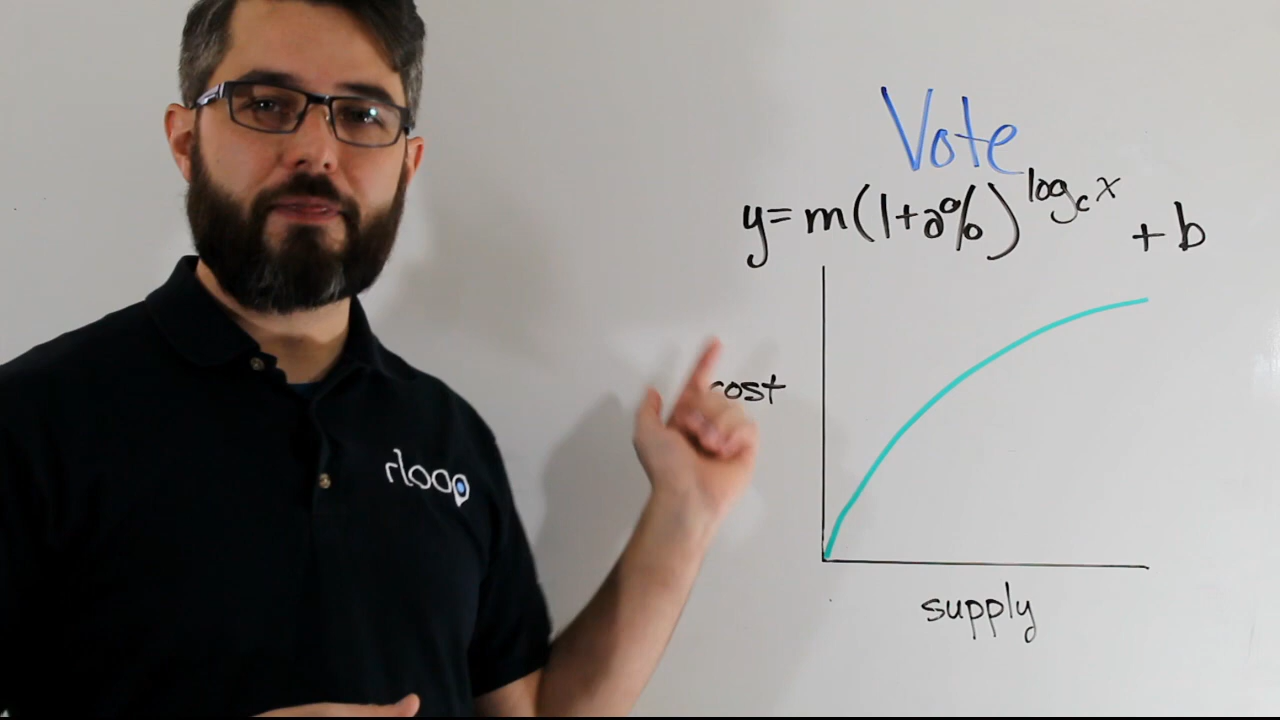 Vote
y=m(1+a%)^log_c x + b
cost
rloop
supply